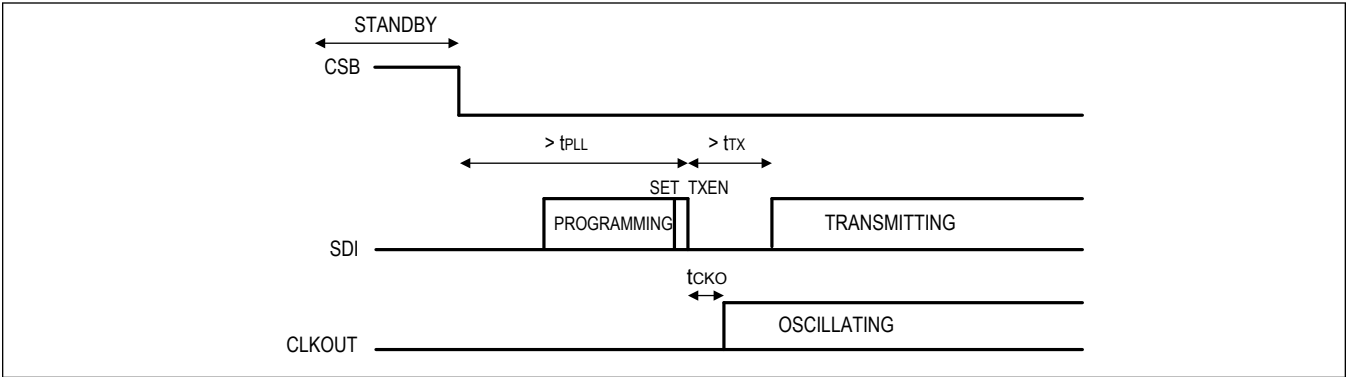 STANDBY
CSB
> tPLL
> tTX
SET TXEN
PROGRAMMING
TRANSMITTING
SDI
tCKO
OSCILLATING
CLKOUT